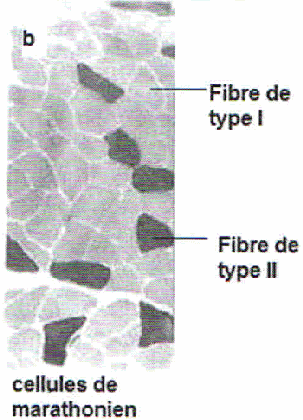 b
Fibre de
type I
Fibre de
type II
cellules de
marathonien